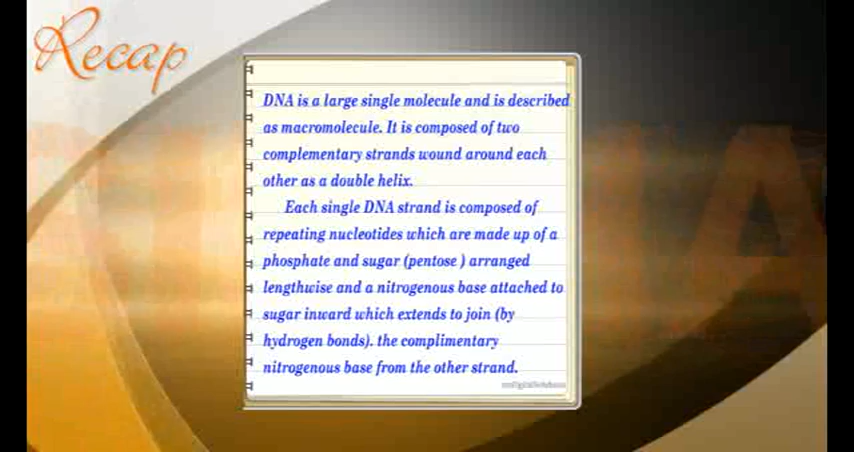 Recap
DNA is a large single molecule and is described
as macromolecule. It is composed of two
complementary strands wound around each
other as a double helix.
Each single DNA strand is composed of
repeating nucleotides which are made up of a
phosphate and sugar (pentose ) arranged
lengthwise and a nitrogenous base attached to
sugar inward which extends to join (by
hydrogen bonds). the complimentary
nitrogenous base from the other strand.